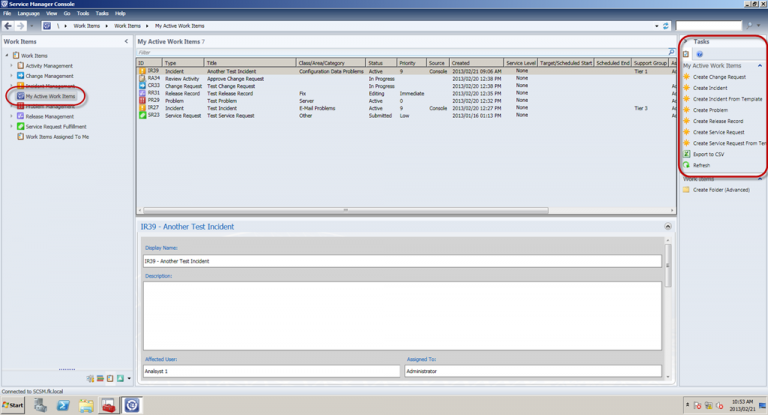 Service Manager Console
File Language View Go Tools Tasks Help
\ Work Items Work Items My Active Work Items
Work Items
Work Items
Activity Management
Change Management
Incident Management
My Active Work Items
Problem Management
Release Management
Service Request Fulfillment
Work Items Assigned To Me
My Active Work Items 7
Filter
ID Type Title Class/Area/Category Status Priority Source Created Service Level Target/Scheduled Start Scheduled End Support Group
IR39 Incident Another Test Incident Configuration Data Problems Active 9 Console 2013/02/21 09:06 AM None Tier 1
RA34 Review Activity Approve Change Request In Progress 2013/02/20 12:38 PM None
CR33 Change Request Test Change Request In Progress 2013/02/20 12:38 PM None
RR31 Release Record Test Release Record Fix Editing Immediate 2013/02/20 12:35 PM None
PR29 Problem Test Problem Server Active 0 2013/02/20 12:32 PM None
IR27 Incident Test Incident E-Mail Problems Active 9 Console 2013/02/20 12:27 PM None Tier 3
SR23 Service Request Test Service Request Other Submitted Low 2013/01/16 01:13 PM None
IR39 - Another Test Incident
Display Name:
IR39 - Another Test Incident
Description:
Affected User: Assigned To:
Analsyst 1 Administrator
Tasks
My Active Work Items
Create Change Request
Create Incident
Create Incident From Template
Create Problem
Create Release Record
Create Service Request
Create Service Request From Ter
Export to CSV
Refresh
Work Items
Create Folder (Advanced)
Start
10:53 AM
2013/02/21